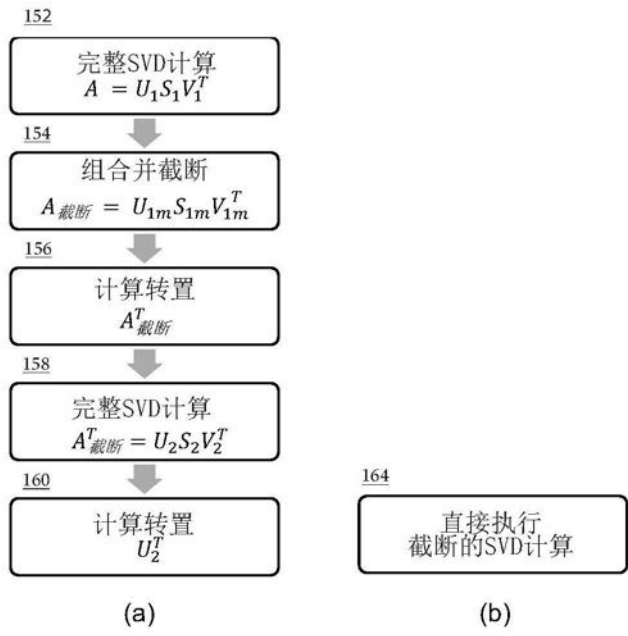 152
完整SVD计算
A = U₁S₁V₁ᵀ
154
组合并截断
A截断 = U₁ₘS₁ₘV₁ₘᵀ
156
计算转置
Aᵀ截断
158
完整SVD计算
Aᵀ截断 = U₂S₂V₂ᵀ
160
计算转置
U₂ᵀ
(a)
164
直接执行
截断的SVD计算
(b)